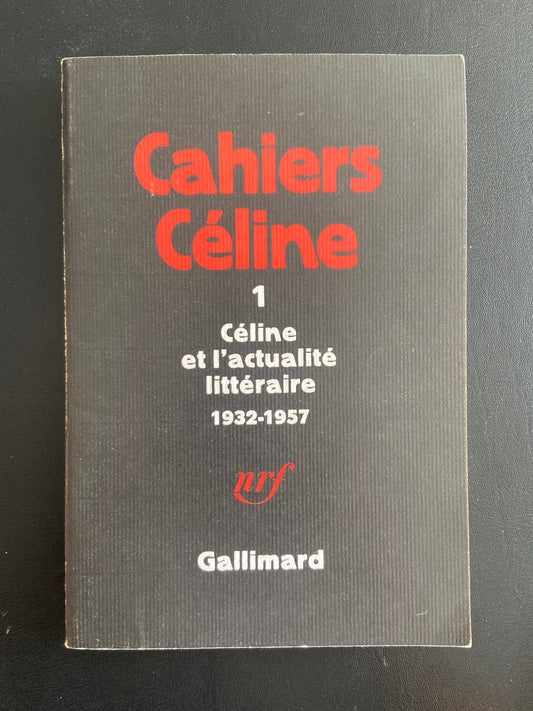 Cahiers
Céline
1
Céline
et l'actualité
littéraire
1932-1957
nrf
Gallimard